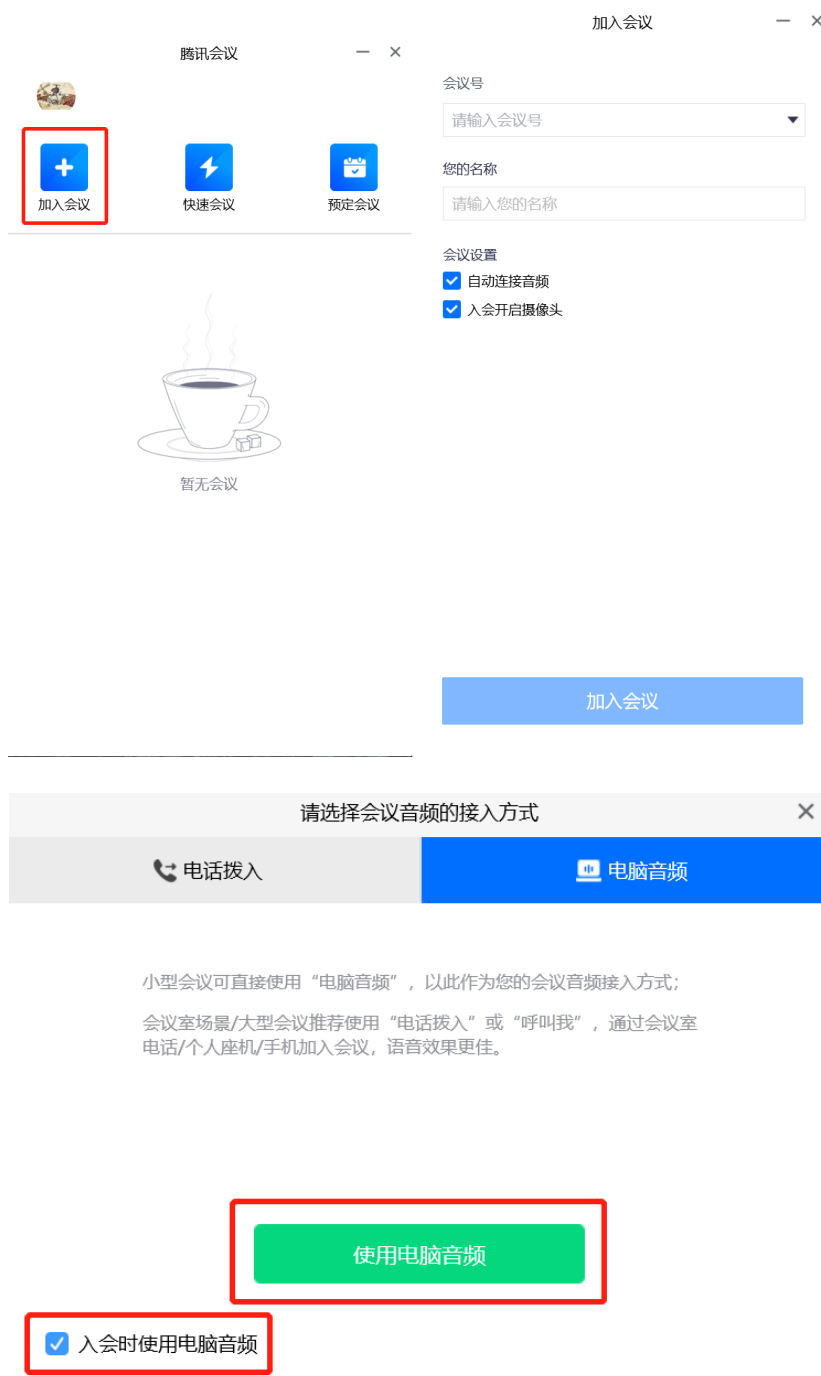 腾讯会议
加入会议
快速会议
预定会议
暂无会议
加入会议
会议号
请输入会议号
您的名称
请输入您的名称
会议设置
自动连接音频
入会开启摄像头
加入会议
请选择会议音频的接入方式
电话拨入
电脑音频
小型会议可直接使用“电脑音频”，以此作为您的会议音频接入方式；
会议室场景/大型会议推荐使用“电话拨入”或“呼叫我”，通过会议室
电话/个人座机/手机加入会议，语音效果更佳。
使用电脑音频
入会时使用电脑音频